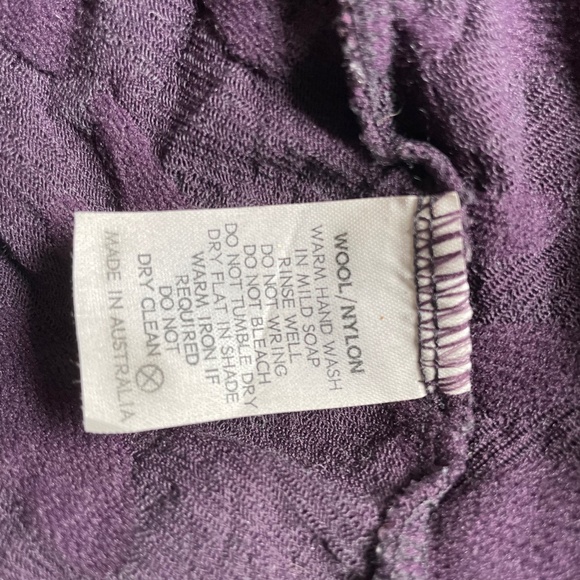 WOOL/NYLON
WARM HAND WASH
IN MILD SOAP
RINSE WELL
DO NOT WRING
DO NOT BLEACH
DO NOT TUMBLE DRY
DRY FLAT IN SHADE
WARM IRON IF
REQUIRED
DO NOT
DRY CLEAN
MADE IN AUSTRALIA